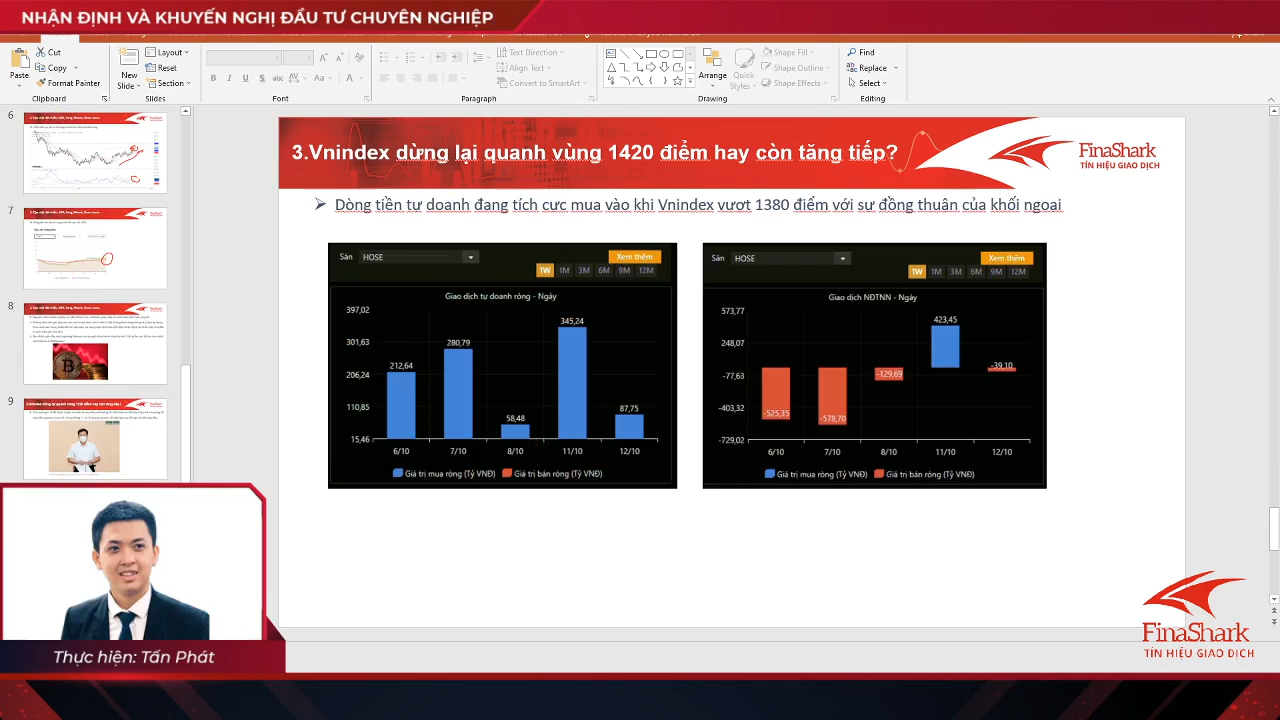 NHẬN ĐỊNH VÀ KHUYẾN NGHỊ ĐẦU TƯ CHUYÊN NGHIỆP
Paste
Cut
Copy
Format Painter
Clipboard
New
Slide
Layout
Reset
Section
Slides
B I U S abc AV Aa A
Font
Text Direction
Align Text
Convert to SmartArt
Paragraph
Arrange
Quick
Styles
Shape Fill
Shape Outline
Shape Effects
Drawing
Find
Replace
Select
Editing
6
7
8
9
3.Vnindex dừng lại quanh vùng 1420 điểm hay còn tăng tiếp?
FinaShark
TÍN HIỆU GIAO DỊCH
Dòng tiền tự doanh đang tích cực mua vào khi Vnindex vượt 1380 điểm với sự đồng thuân của khối ngoại
Sàn HOSE Xem thêm
1W 1M 3M 6M 9M 12M
Giao dịch tự doanh ròng - Ngày
397,02
301,63
206,24
110,85
15,46
212,64
280,79
58,48
345,24
87,75
6/10 7/10 8/10 11/10 12/10
Giá trị mua ròng (Tỷ VNĐ) Giá trị bán ròng (Tỷ VNĐ)
Sàn HOSE Xem thêm
1W 1M 3M 6M 9M 12M
Giao dịch NĐTNN - Ngày
573,77
248,07
-77,63
-403,32
-729,02
-525,35
-578,70
-129,69
423,45
-39,10
6/10 7/10 8/10 11/10 12/10
Giá trị mua ròng (Tỷ VNĐ) Giá trị bán ròng (Tỷ VNĐ)
Thực hiện: Tấn Phát
FinaShark
TÍN HIỆU GIAO DỊCH